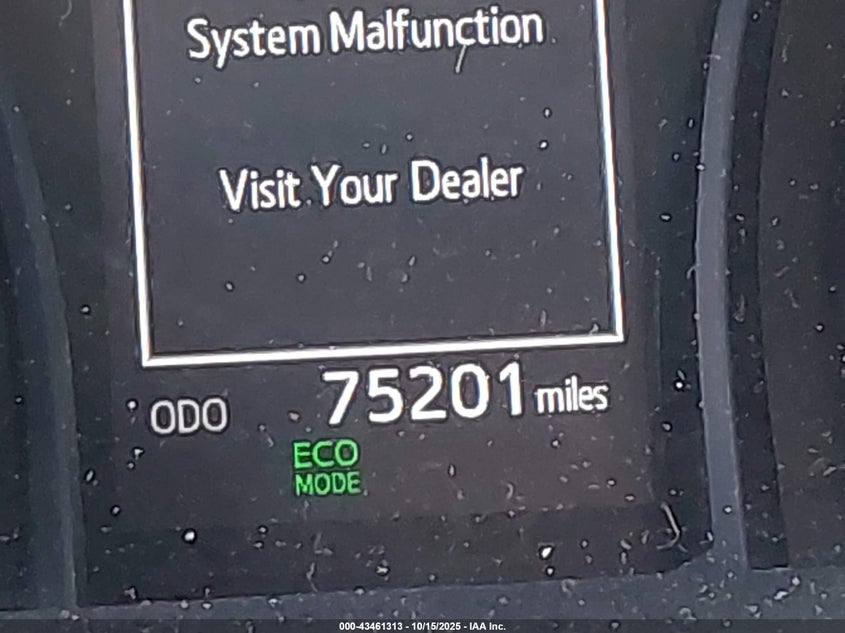 System Malfunction
Visit Your Dealer
ODO 75201 miles
ECO
MODE
000-43461313 - 10/15/2025 - IAA Inc.